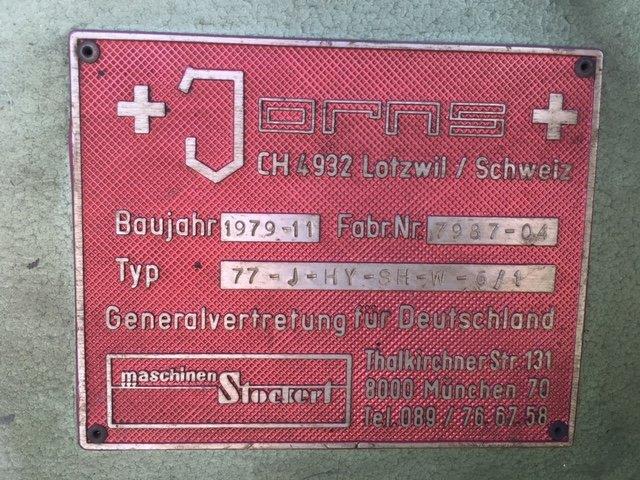 Jorns
CH 4932 Lotzwil / Schweiz
Baujahr 1979-11 Fabr.Nr. 7987-04
Typ 77-J-HY-SH-W-6/1
Generalvertretung für Deutschland
maschinen Stockert
Thalkirchner Str. 131
8000 München 70
Tel. 089 / 76 67 58